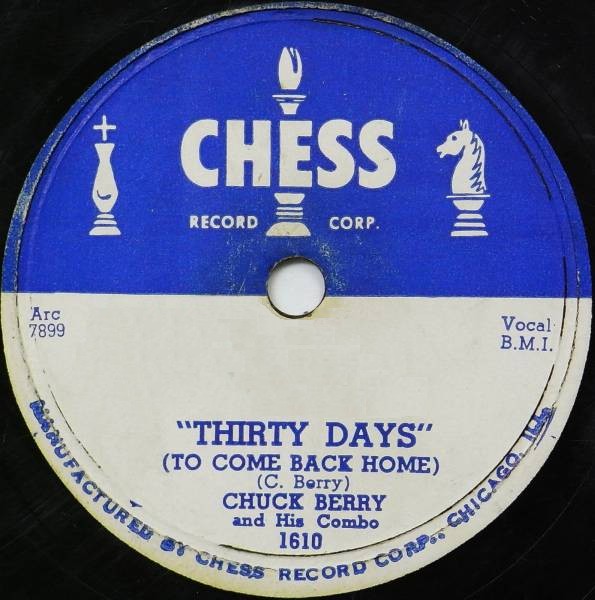 CHESS
RECORD CORP.
Arc
7899
Vocal
B.M.I.
"THIRTY DAYS"
(TO COME BACK HOME)
(C. Berry)
CHUCK BERRY
and His Combo
1610
MANUFACTURED BY CHESS RECORD CORP., CHICAGO, ILL.